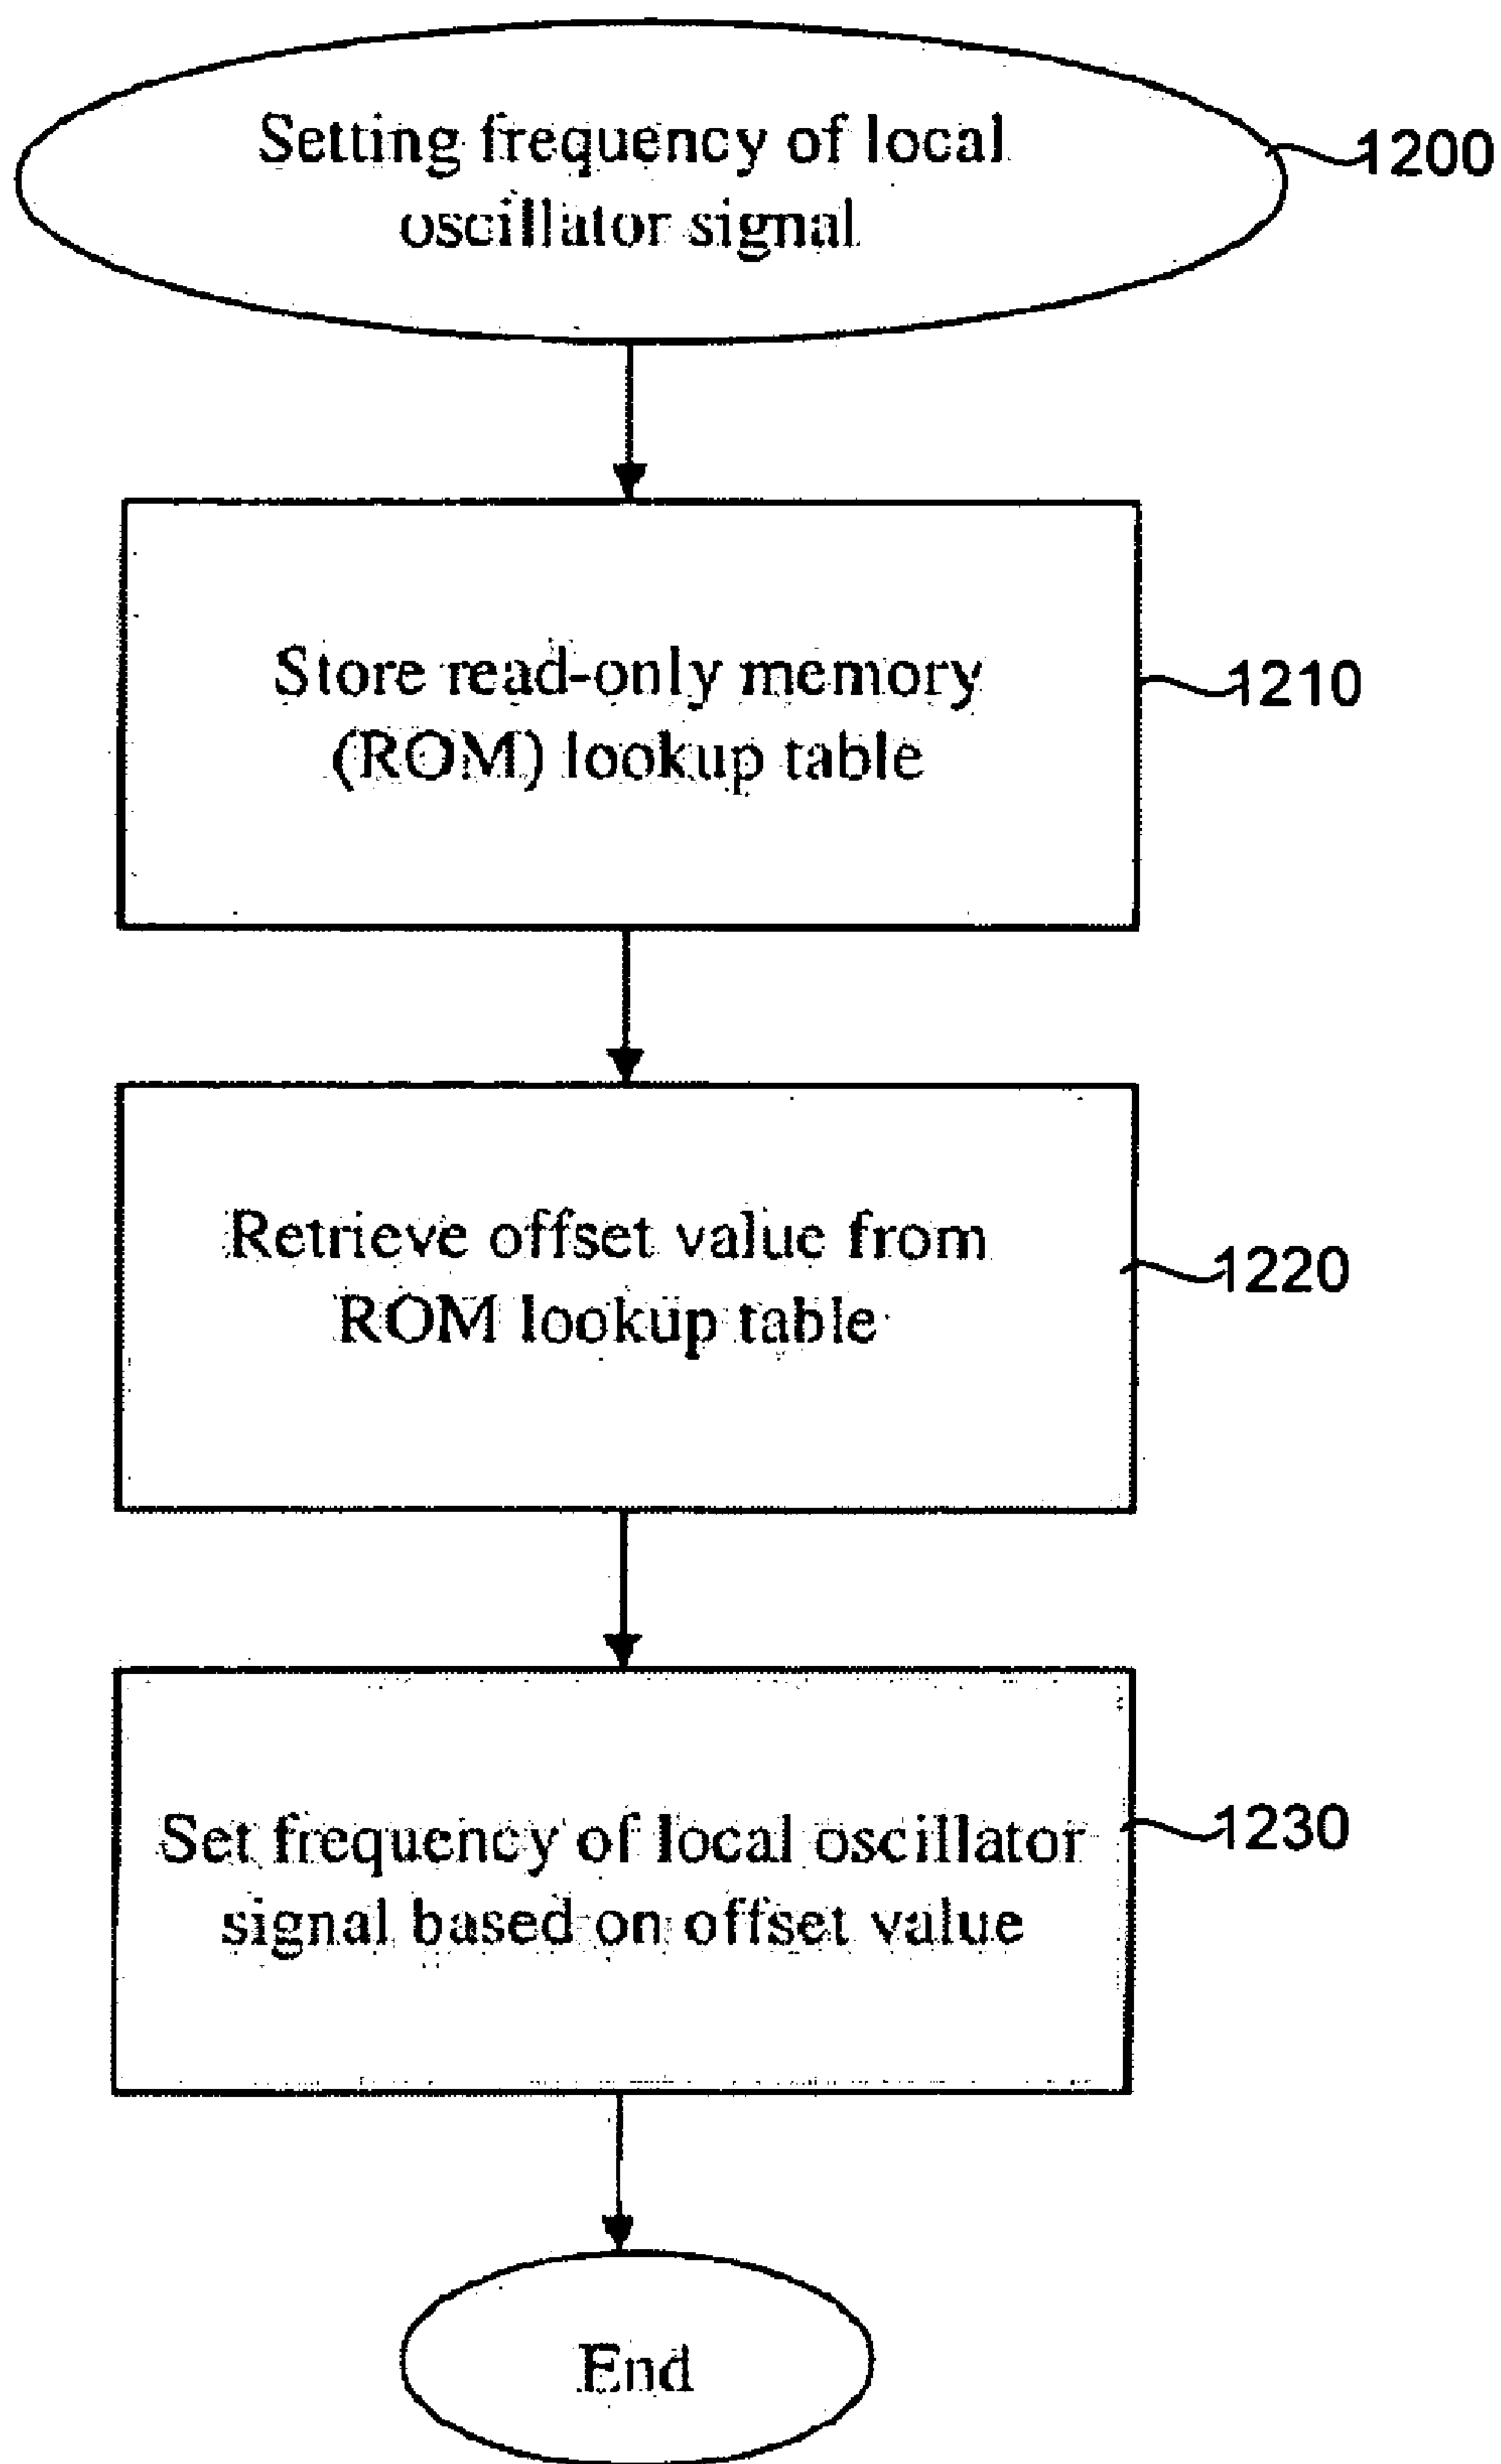 Setting frequency of local
oscillator signal
1200
Store read-only memory
(ROM) lookup table
1210
Retrieve offset value from
ROM lookup table
1220
Set frequency of local oscillator
signal based on offset value
1230
End